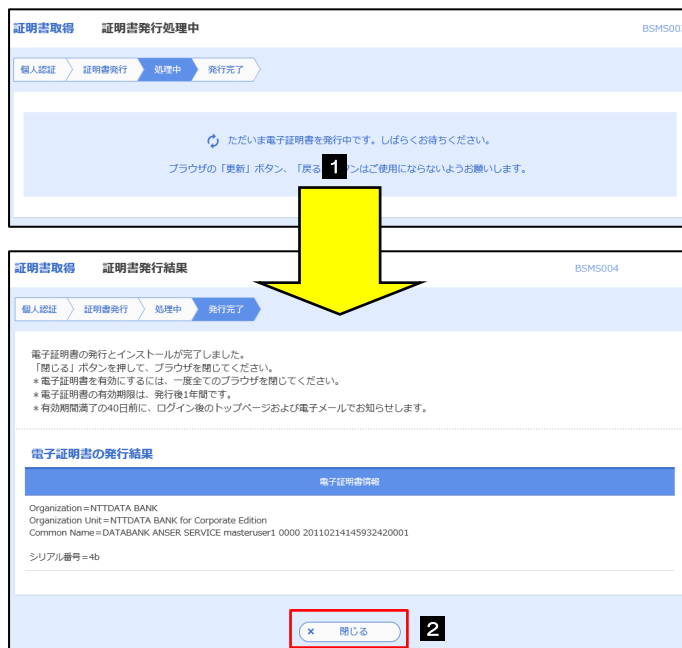 証明書取得 証明書発行処理中 BSMS003
個人認証 証明書発行 処理中 発行完了
ただいま電子証明書を発行中です。しばらくお待ちください。
ブラウザの「更新」ボタン、「戻る ンはご使用にならないようお願いします。
1
証明書取得 証明書発行結果 BSMS004
個人認証 証明書発行 処理中 発行完了
電子証明書の発行とインストールが完了しました。
「閉じる」ボタンを押して、ブラウザを閉じてください。
*電子証明書を有効にするには、一度全てのブラウザを閉じてください。
*電子証明書の有効期限は、発行後1年間です。
*有効期間満了の40日前に、ログイン後のトップページおよび電子メールでお知らせします。
電子証明書の発行結果
電子証明書情報
Organization=NTTDATA BANK
Organization Unit=NTTDATA BANK for Corporate Edition
Common Name=DATABANK ANSER SERVICE masteruser1 0000 20110214145932420001
シリアル番号=4b
× 閉じる 2